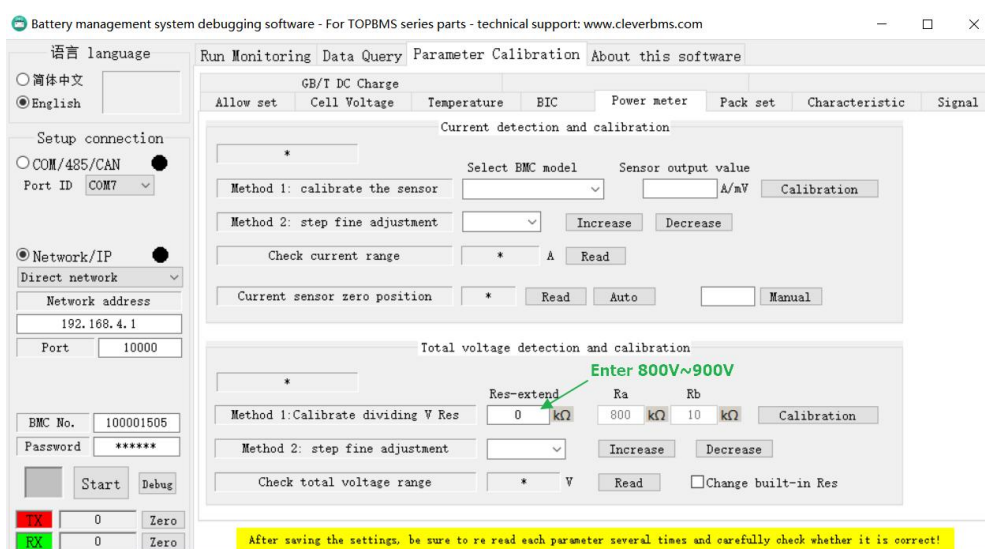 Battery management system debugging software - For TOPBMS series parts - technical support: www.cleverbms.com
语言 language
简体中文
English
Setup connection
COM/485/CAN
Port ID COM7
Network/IP
Direct network
Network address
192.168.4.1
Port 10000
BMC No. 100001505
Password ******
Start Debug
TX 0 Zero
RX 0 Zero
Run Monitoring Data Query Parameter Calibration About this software
GB/T DC Charge
Allow set Cell Voltage Temperature BIC Power meter Pack set Characteristic Signal
Current detection and calibration
*
Select BMC model Sensor output value
Method 1: calibrate the sensor A/mV Calibration
Method 2: step fine adjustment Increase Decrease
Check current range * A Read
Current sensor zero position * Read Auto Manual
Total voltage detection and calibration
Enter 800V~900V
*
Res-extend Ra Rb
Method 1:Calibrate dividing V Res 0 kΩ 800 kΩ 10 kΩ Calibration
Method 2: step fine adjustment Increase Decrease
Check total voltage range * V Read Change built-in Res
After saving the settings, be sure to re read each parameter several times and carefully check whether it is correct!